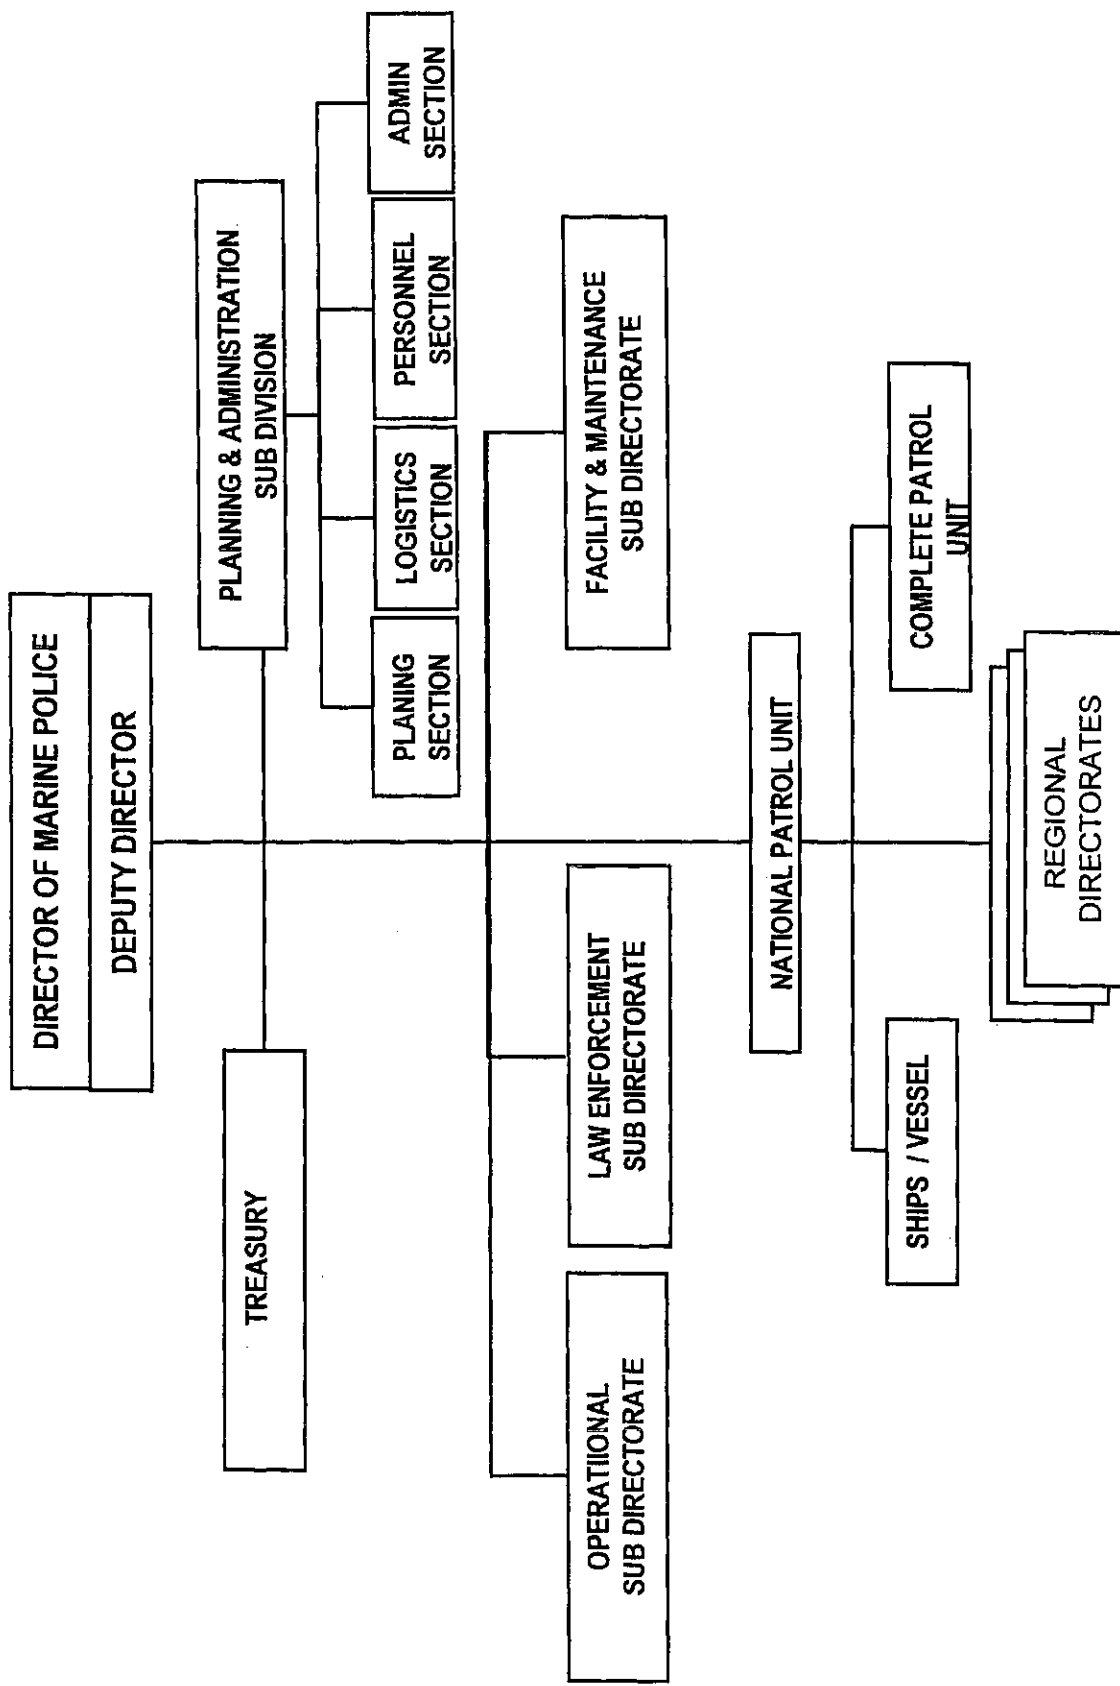 DIRECTOR OF MARINE POLICE
DEPUTY DIRECTOR
TREASURY
PLANNING & ADMINISTRATION
SUB DIVISION
PLANING
SECTION
LOGISTICS
SECTION
PERSONNEL
SECTION
ADMIN
SECTION
OPERATIIONAL
SUB DIRECTORATE
LAW ENFORCEMENT
SUB DIRECTORATE
FACILITY & MAINTENANCE
SUB DIRECTORATE
NATIONAL PATROL UNIT
SHIPS / VESSEL
COMPLETE PATROL
UNIT
REGIONAL
DIRECTORATES